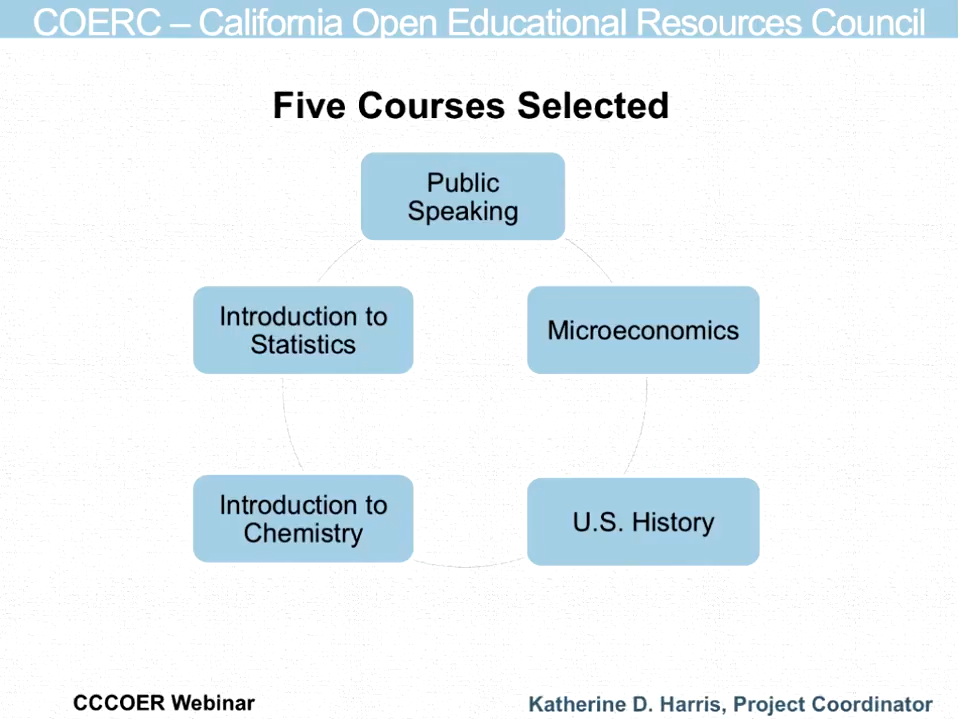 COERC – California Open Educational Resources Council
Five Courses Selected
Public
Speaking
Introduction to
Statistics
Microeconomics
Introduction to
Chemistry
U.S. History
CCCOER Webinar
Katherine D. Harris, Project Coordinator